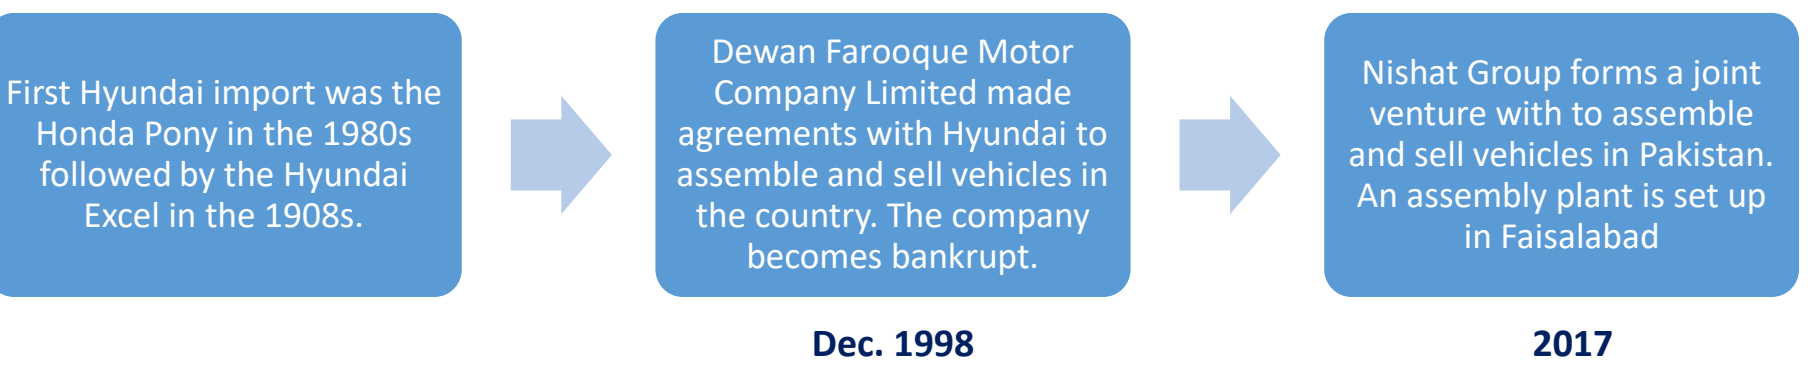 First Hyundai import was the
Honda Pony in the 1980s
followed by the Hyundai
Excel in the 1908s.
Dewan Farooque Motor
Company Limited made
agreements with Hyundai to
assemble and sell vehicles in
the country. The company
becomes bankrupt.
Dec. 1998
Nishat Group forms a joint
venture with to assemble
and sell vehicles in Pakistan.
An assembly plant is set up
in Faisalabad
2017